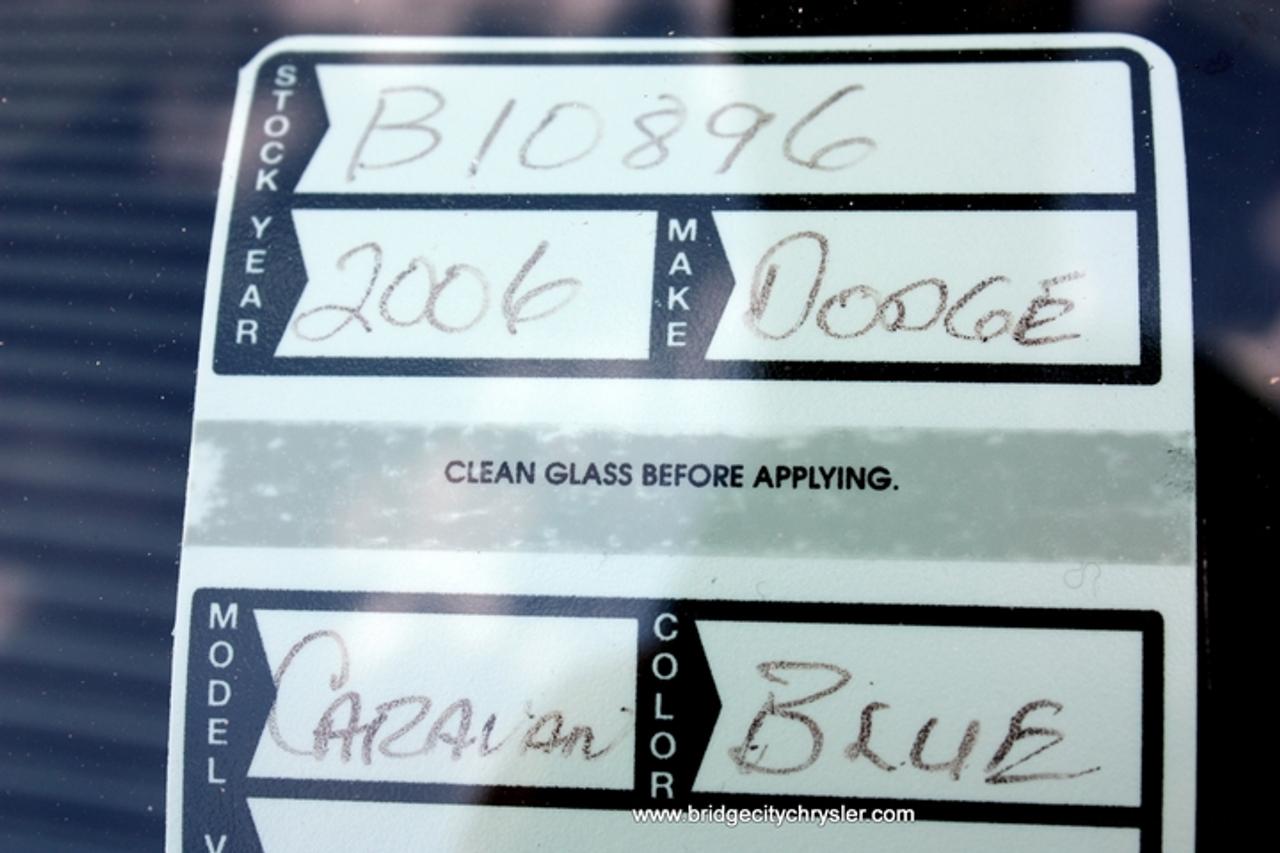 STOCK B10896
YEAR 2006 MAKE DODGE
CLEAN GLASS BEFORE APPLYING.
MODEL CARAVAN COLOR BLUE
V
www.bridgecitychrysler.com